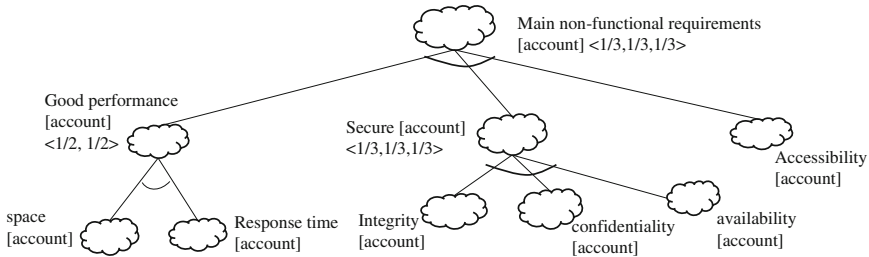 Main non-functional requirements
[account] <1/3,1/3,1/3>
Good performance
[account]
<1/2, 1/2>
Secure [account]
<1/3,1/3,1/3>
Accessibility
[account]
space
[account]
Response time
[account]
Integrity
[account]
confidentiality
[account]
availability
[account]